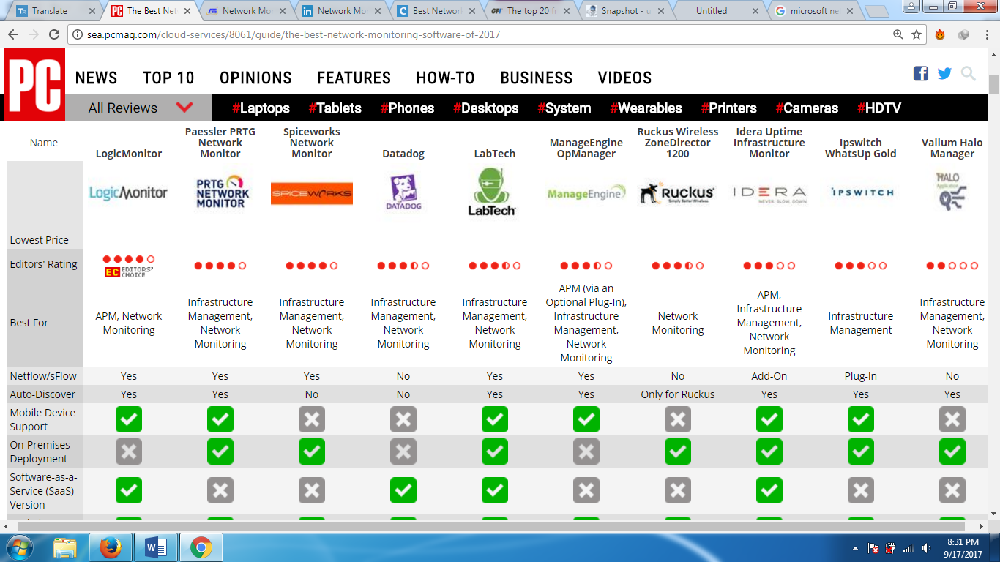 Translate
The Best Net
Network Mon
Network Mo
Best Network
The top 20 fr
Snapshot - u
Untitled
microsoft ne
sea.pcmag.com/cloud-services/8061/guide/the-best-network-monitoring-software-of-2017
PC
NEWS TOP 10 OPINIONS FEATURES HOW-TO BUSINESS VIDEOS
All Reviews
#Laptops #Tablets #Phones #Desktops #System #Wearables #Printers #Cameras #HDTV
Name
LogicMonitor
Paessler PRTG
Network
Monitor
Spiceworks
Network
Monitor
Datadog
LabTech
ManageEngine
OpManager
Ruckus Wireless
ZoneDirector
1200
Idera Uptime
Infrastructure
Monitor
Ipswitch
WhatsUp Gold
Vallum Halo
Manager
LogicMonitor
PRTG
NETWORK
MONITOR
SPICEWORKS
DATADOG
LabTech
ManageEngine
Ruckus
Simply Better Wireless.
IDERA
NEVER. SLOW. DOWN.
IPSWITCH
HALO
Application
Lowest Price
Editors' Rating
EC EDITORS'
CHOICE
Best For
APM, Network
Monitoring
Infrastructure
Management,
Network
Monitoring
Infrastructure
Management,
Network
Monitoring
Infrastructure
Management,
Network
Monitoring
Infrastructure
Management,
Network
Monitoring
APM (via an
Optional Plug-In),
Infrastructure
Management,
Network
Monitoring
Network
Monitoring
APM,
Infrastructure
Management,
Network
Monitoring
Infrastructure
Management
Infrastructure
Management,
Network
Monitoring
Netflow/sFlow Yes Yes Yes No Yes Yes No Add-On Plug-In No
Auto-Discover Yes Yes No No Yes Yes Only for Ruckus Yes Yes Yes
Mobile Device
Support
On-Premises
Deployment
Software-as-a-
Service (SaaS)
Version
8:31 PM
9/17/2017